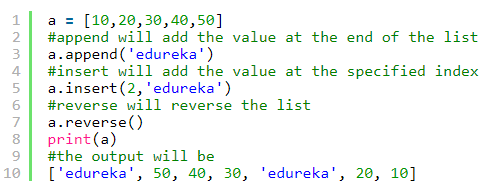 1 a = [10,20,30,40,50]
2 #append will add the value at the end of the list
3 a.append('edureka')
4 #insert will add the value at the specified index
5 a.insert(2,'edureka')
6 #reverse will reverse the list
7 a.reverse()
8 print(a)
9 #the output will be
10 ['edureka', 50, 40, 30, 'edureka', 20, 10]